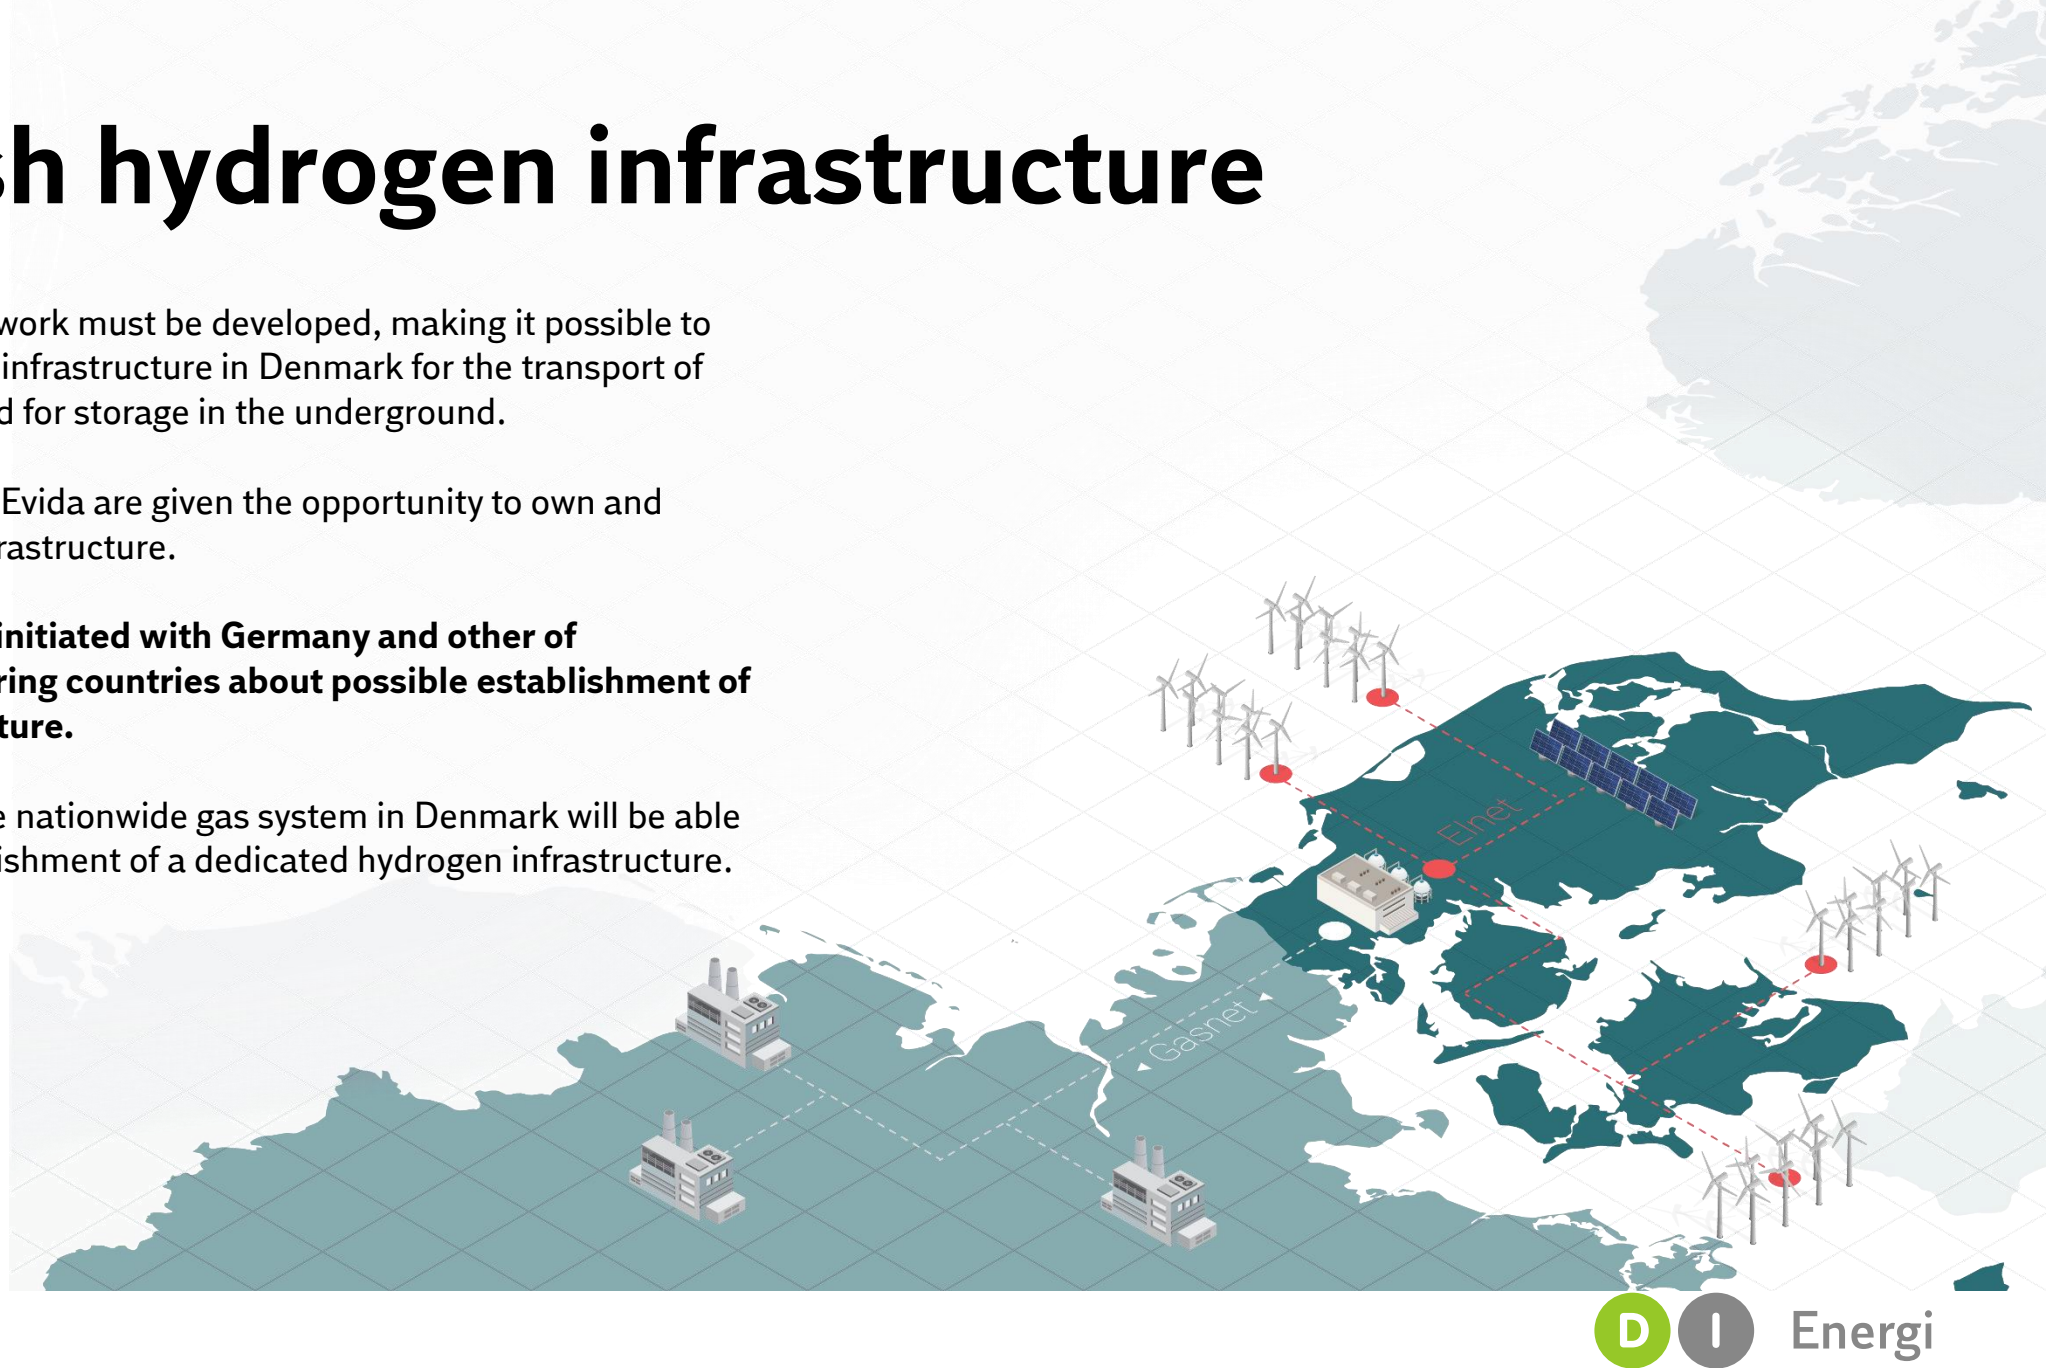 sh hydrogen infrastructure
work must be developed, making it possible to
infrastructure in Denmark for the transport of
d for storage in the underground.
Evida are given the opportunity to own and
rastructure.
initiated with Germany and other of
ring countries about possible establishment of
ture.
e nationwide gas system in Denmark will be able
ishment of a dedicated hydrogen infrastructure.
Elnet
Gasnet
D I Energi